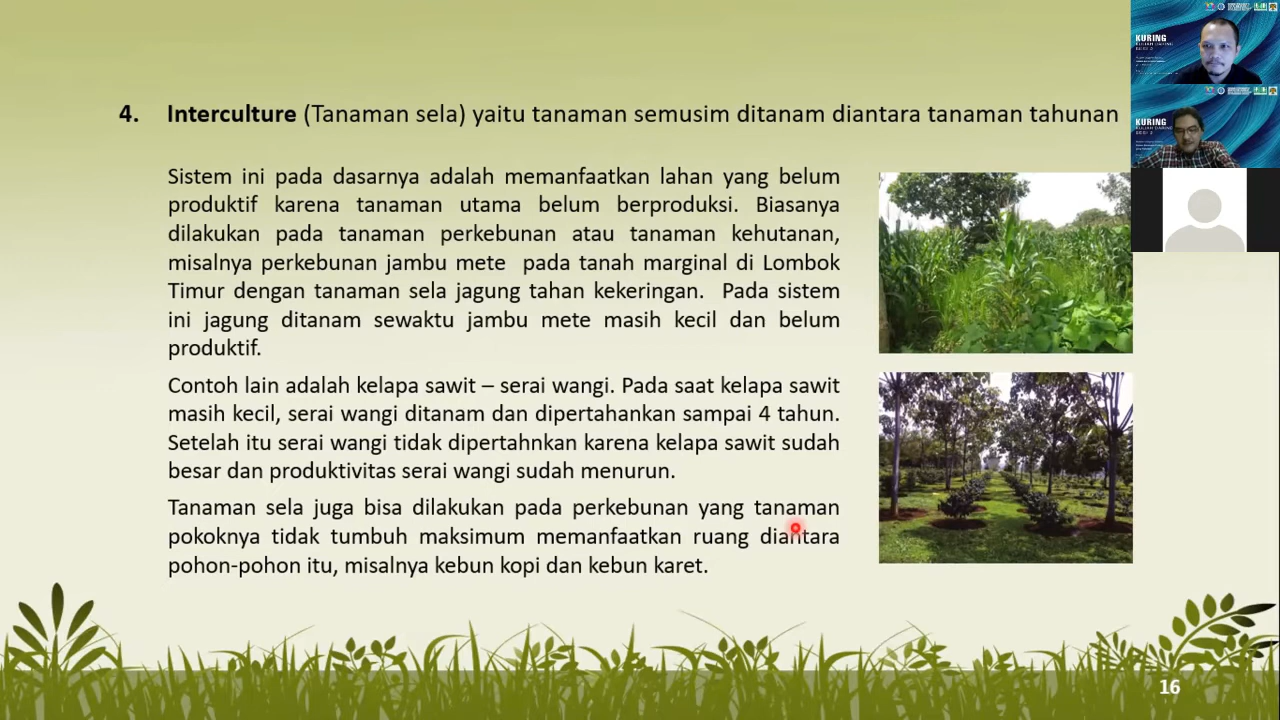 4. Interculture (Tanaman sela) yaitu tanaman semusim ditanam diantara tanaman tahunan
Sistem ini pada dasarnya adalah memanfaatkan lahan yang belum
produktif karena tanaman utama belum berproduksi. Biasanya
dilakukan pada tanaman perkebunan atau tanaman kehutanan,
misalnya perkebunan jambu mete pada tanah marginal di Lombok
Timur dengan tanaman sela jagung tahan kekeringan. Pada sistem
ini jagung ditanam sewaktu jambu mete masih kecil dan belum
produktif.
Contoh lain adalah kelapa sawit – serai wangi. Pada saat kelapa sawit
masih kecil, serai wangi ditanam dan dipertahankan sampai 4 tahun.
Setelah itu serai wangi tidak dipertahnkan karena kelapa sawit sudah
besar dan produktivitas serai wangi sudah menurun.
Tanaman sela juga bisa dilakukan pada perkebunan yang tanaman
pokoknya tidak tumbuh maksimum memanfaatkan ruang diantara
pohon-pohon itu, misalnya kebun kopi dan kebun karet.
16
KURING
KULIAH DARING
KURING
KULIAH DARING